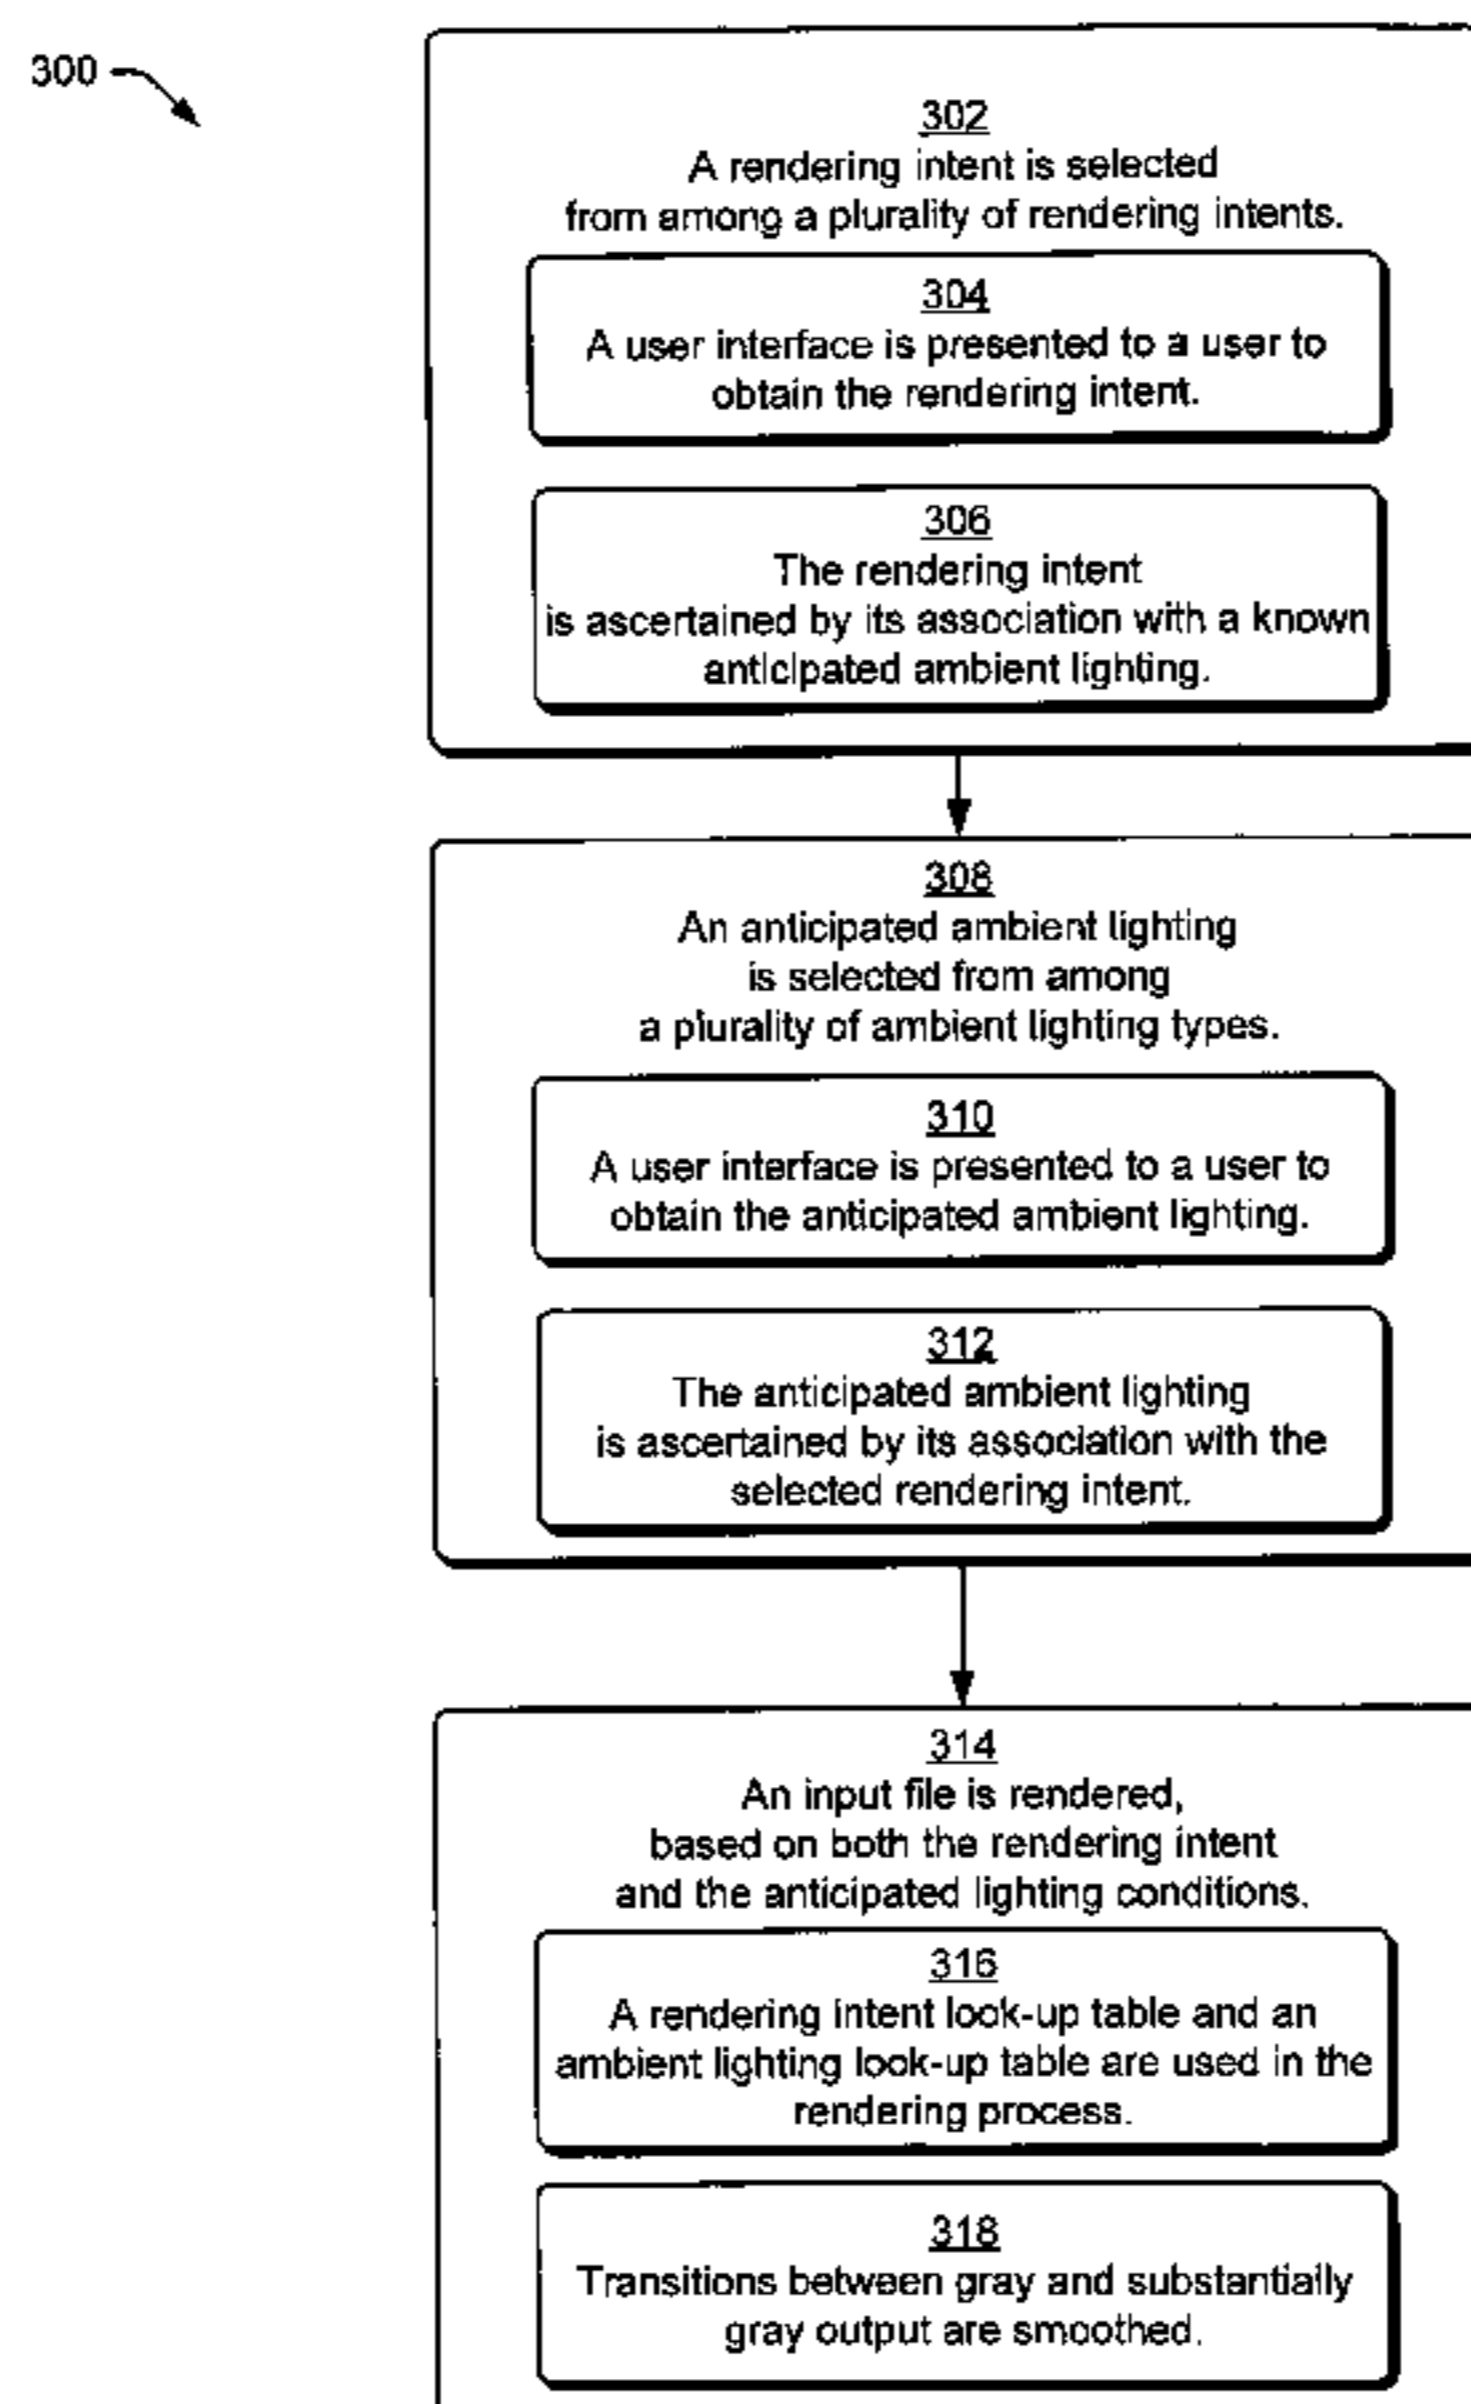 300
302
A rendering intent is selected
from among a plurality of rendering intents.
304
A user interface is presented to a user to
obtain the rendering intent.
306
The rendering intent
is ascertained by its association with a known
anticipated ambient lighting.
308
An anticipated ambient lighting
is selected from among
a plurality of ambient lighting types.
310
A user interface is presented to a user to
obtain the anticipated ambient lighting.
312
The anticipated ambient lighting
is ascertained by its association with the
selected rendering intent.
314
An input file is rendered,
based on both the rendering intent
and the anticipated lighting conditions.
316
A rendering intent look-up table and an
ambient lighting look-up table are used in the
rendering process.
318
Transitions between gray and substantially
gray output are smoothed.